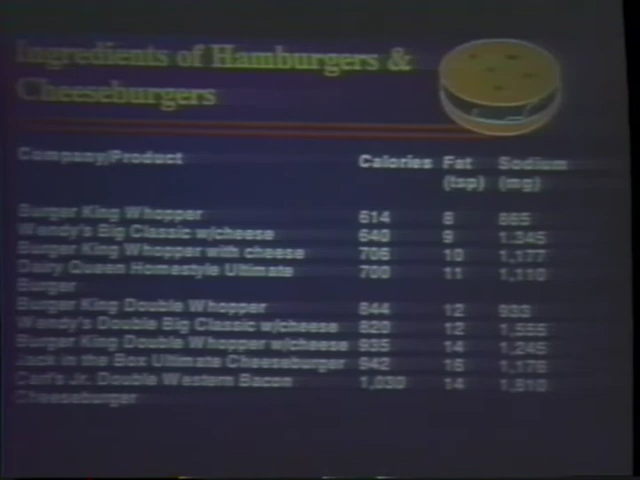 Ingredients of Hamburgers &
Cheeseburgers
Company/Product Calories Fat Sodium
(tsp) (mg)
Burger King Whopper 614 8 865
Wendy's Big Classic w/cheese 640 9 1,345
Burger King Whopper with cheese 706 10 1,177
Dairy Queen Homestyle Ultimate 700 11 1,110
Burger
Burger King Double Whopper 844 12 933
Wendy's Double Big Classic w/cheese 820 12 1,555
Burger King Double Whopper w/cheese 935 14 1,245
Jack in the Box Ultimate Cheeseburger 942 16 1,176
Carl's Jr. Double Western Bacon 1,030 14 1,810
Cheeseburger